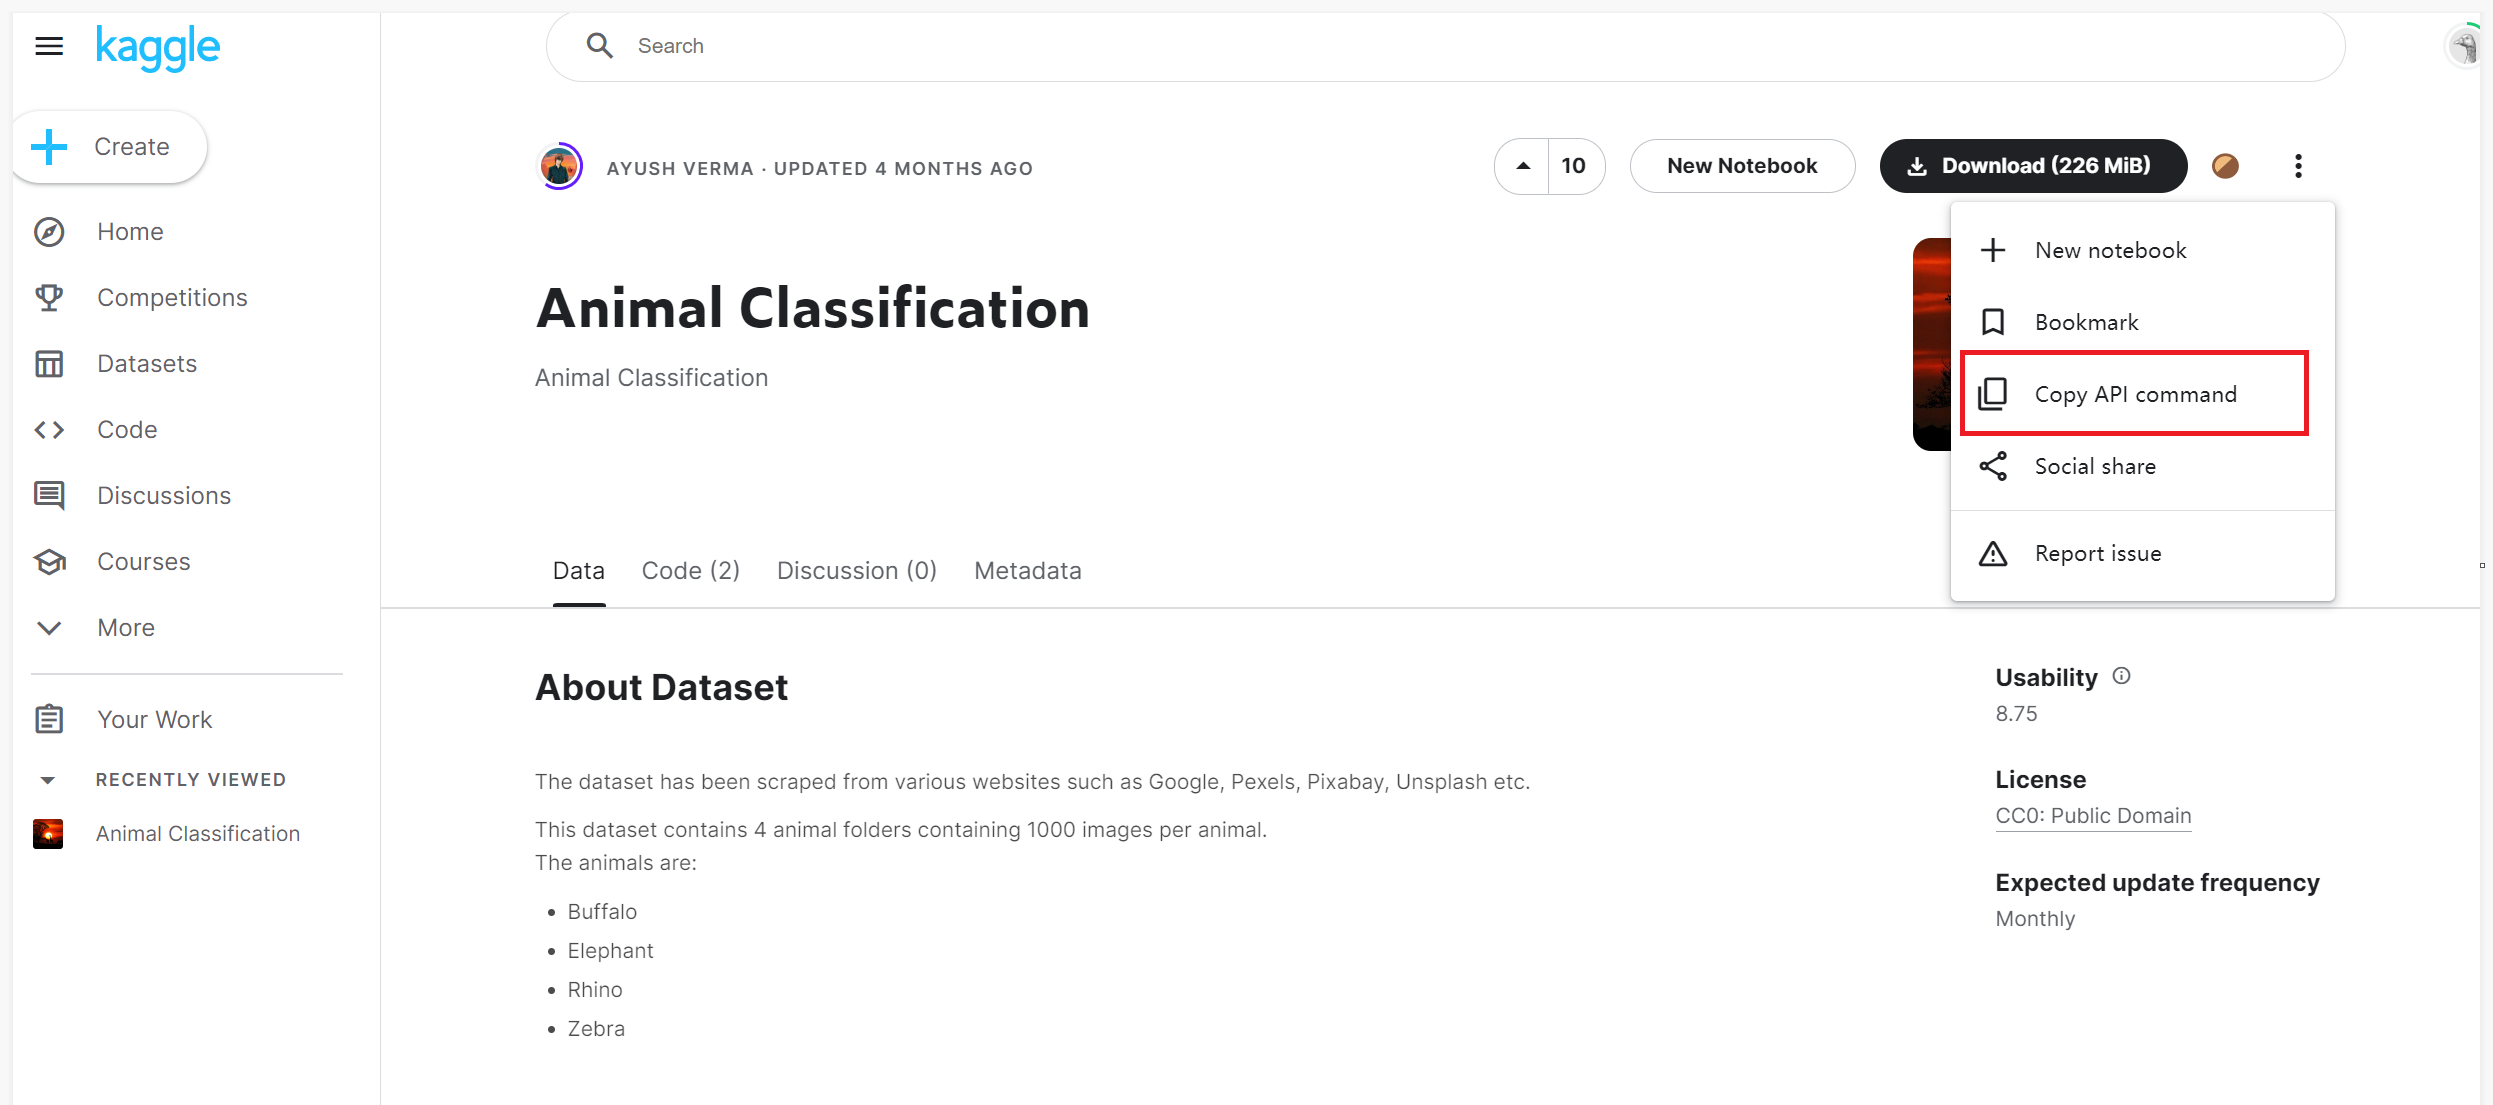 kaggle
Search
Create
Home
Competitions
Datasets
Code
Discussions
Courses
More
Your Work
RECENTLY VIEWED
Animal Classification
AYUSH VERMA · UPDATED 4 MONTHS AGO
10
New Notebook
Download (226 MiB)
New notebook
Bookmark
Copy API command
Social share
Report issue
Animal Classification
Animal Classification
Data
Code (2)
Discussion (0)
Metadata
About Dataset
The dataset has been scraped from various websites such as Google, Pexels, Pixabay, Unsplash etc.
This dataset contains 4 animal folders containing 1000 images per animal.
The animals are:
• Buffalo
• Elephant
• Rhino
• Zebra
Usability
8.75
License
CC0: Public Domain
Expected update frequency
Monthly